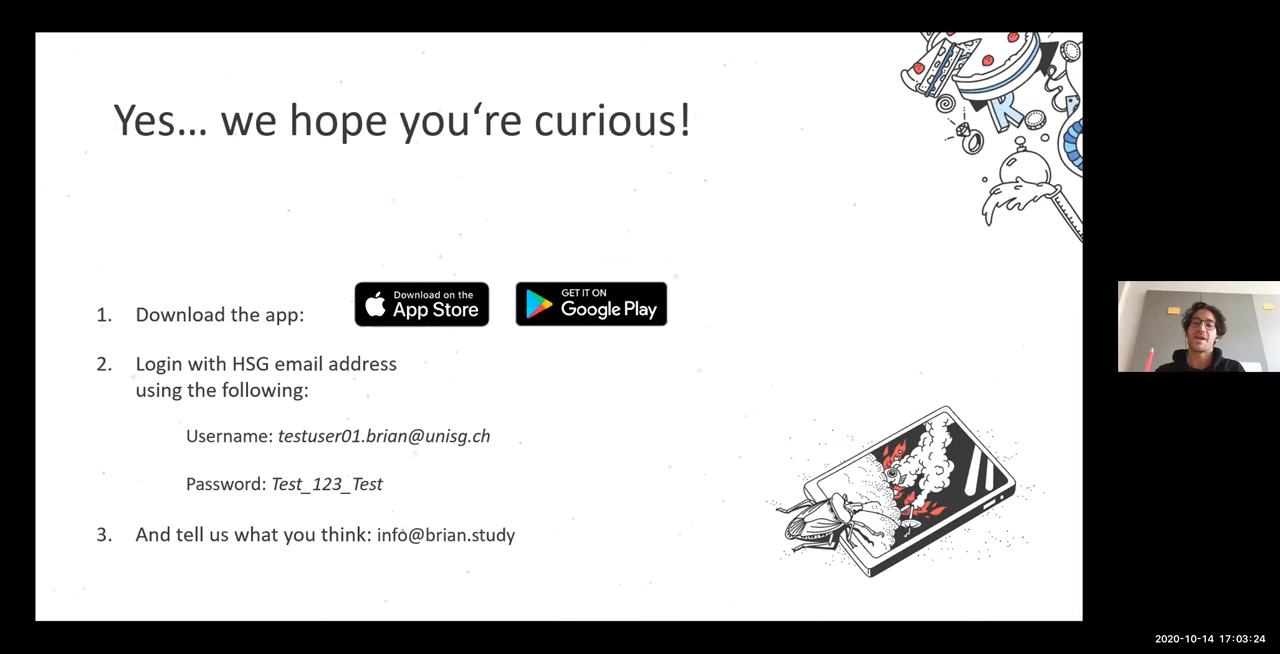 Yes... we hope you‘re curious!
1. Download the app:
Download on the
App Store
GET IT ON
Google Play
2. Login with HSG email address
using the following:
Username: testuser01.brian@unisg.ch
Password: Test_123_Test
3. And tell us what you think: info@brian.study
R
2020-10-14 17:03:24